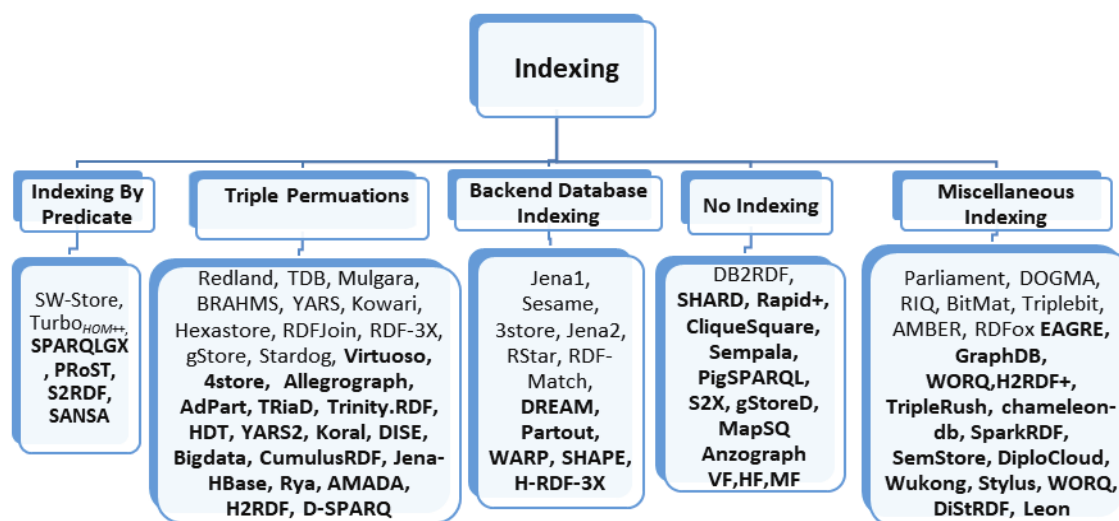 Indexing
Indexing By
Predicate
SW-Store,
Turbo HOM++,
SPARQLGX
, PRoST,
S2RDF,
SANSA
Triple Permuations
Redland, TDB, Mulgara,
BRAHMS, YARS, Kowari,
Hexastore, RDFJoin, RDF-3X,
gStore, Stardog, Virtuoso,
4store, Allegrograph,
AdPart, TRiaD, Trinity.RDF,
HDT, YARS2, Koral, DISE,
Bigdata, CumulusRDF, Jena-
HBase, Rya, AMADA,
H2RDF, D-SPARQ
Backend Database
Indexing
Jena1,
Sesame,
3store, Jena2,
RStar, RDF-
Match,
DREAM,
Partout,
WARP, SHAPE,
H-RDF-3X
No Indexing
DB2RDF,
SHARD, Rapid+,
CliqueSquare,
Sempala,
PigSPARQL,
S2X, gStoreD,
MapSQ
Anzograph
VF,HF,MF
Miscellaneous
Indexing
Parliament, DOGMA,
RIQ, BitMat, Triplebit,
AMBER, RDFox EAGRE,
GraphDB,
WORQ,H2RDF+,
TripleRush, chameleon-
db, SparkRDF,
SemStore, DiploCloud,
Wukong, Stylus, WORQ,
DiStRDF, Leon